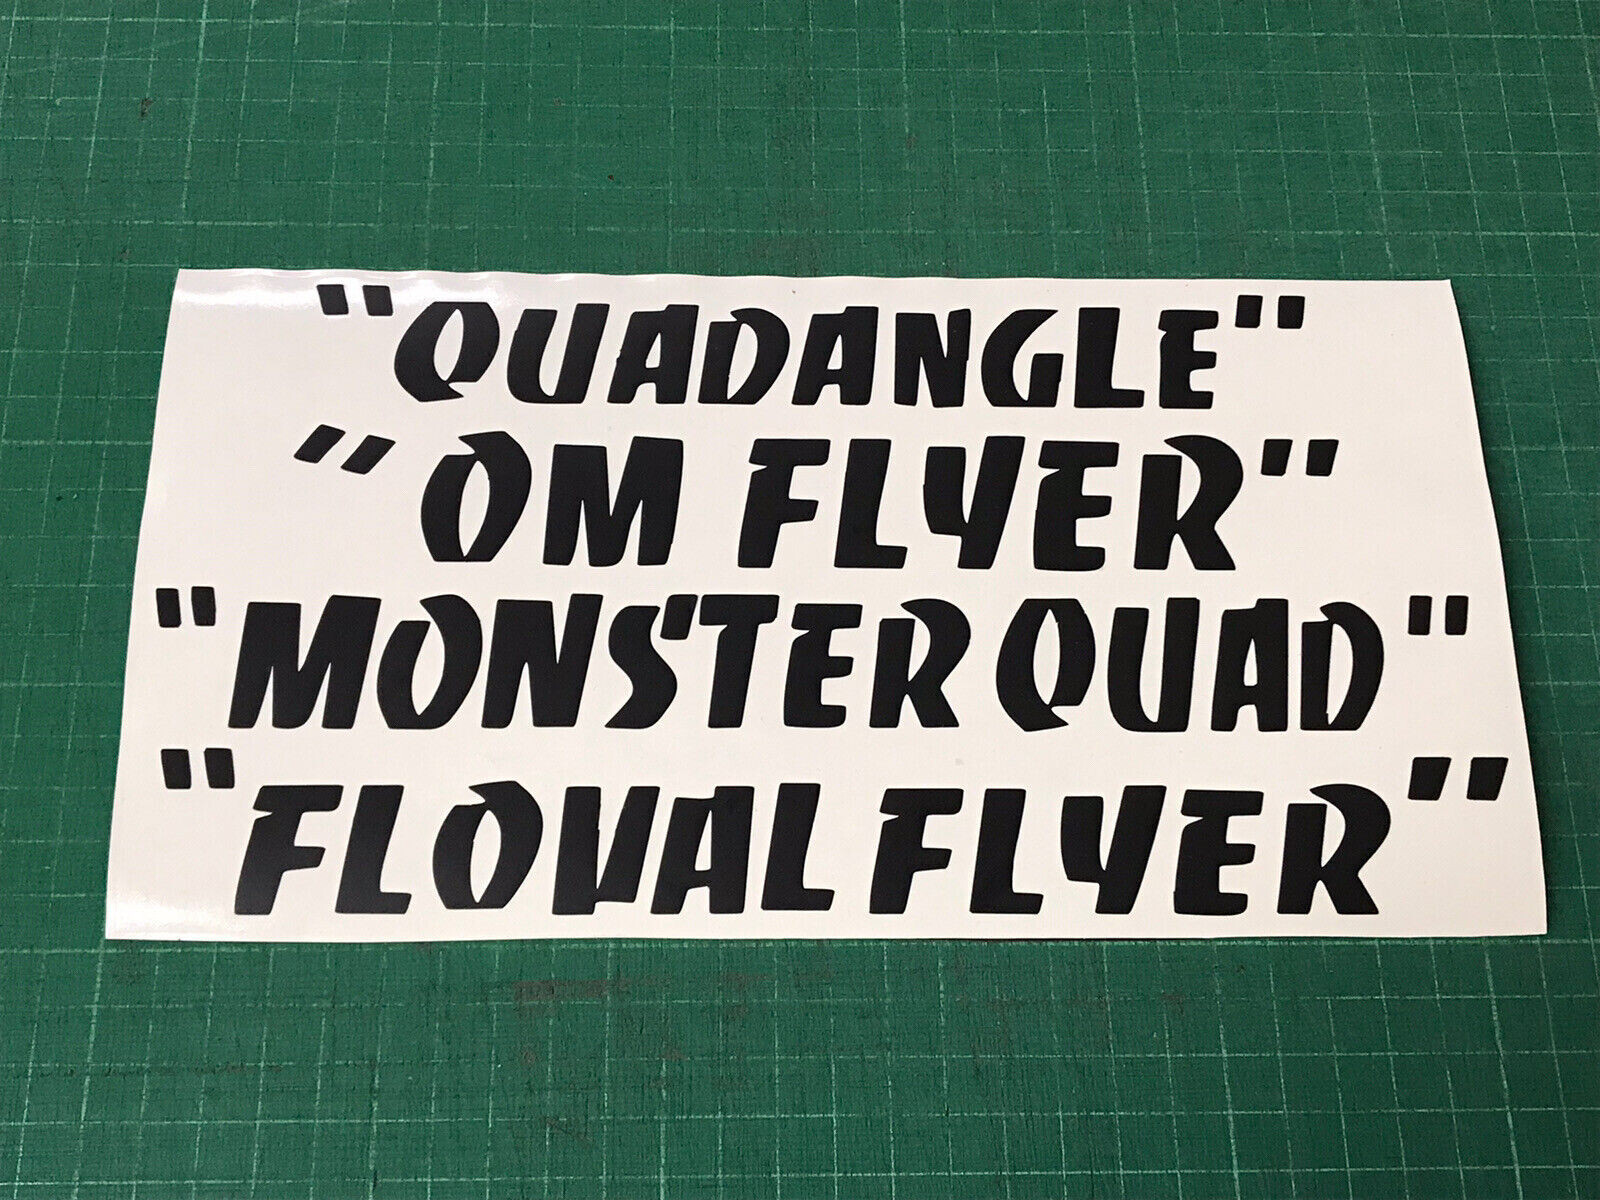 "QUADANGLE"
"OM FLYER"
"MONSTER QUAD"
"FLOVAL FLYER"